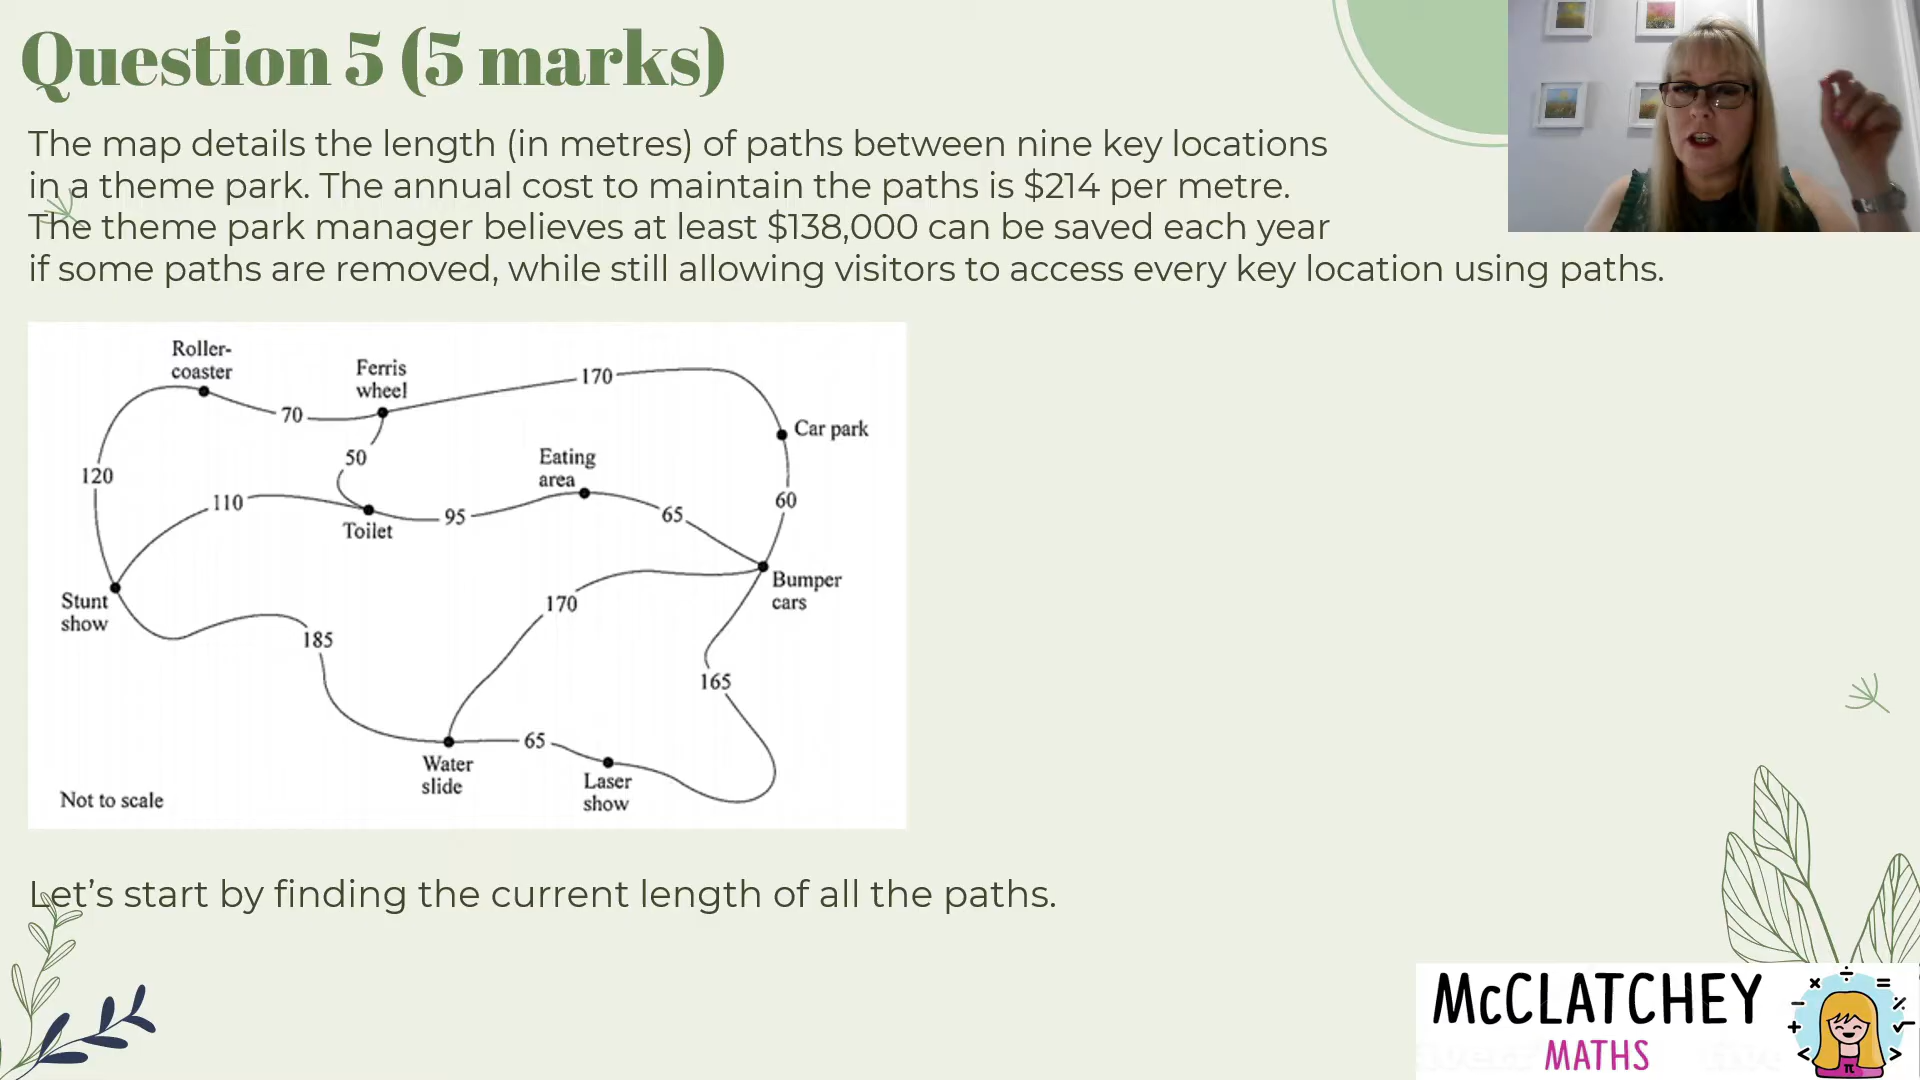 Question 5 (5 marks)
The map details the length (in metres) of paths between nine key locations
in a theme park. The annual cost to maintain the paths is $214 per metre.
The theme park manager believes at least $138,000 can be saved each year
if some paths are removed, while still allowing visitors to access every key location using paths.
Roller-
coaster
Ferris
wheel
170
70
Car park
50
Eating
area
120
60
110
95
65
Toilet
Bumper
cars
Stunt
show
170
185
165
65
Water
slide
Laser
show
Not to scale
Let's start by finding the current length of all the paths.
McCLATCHEY
MATHS